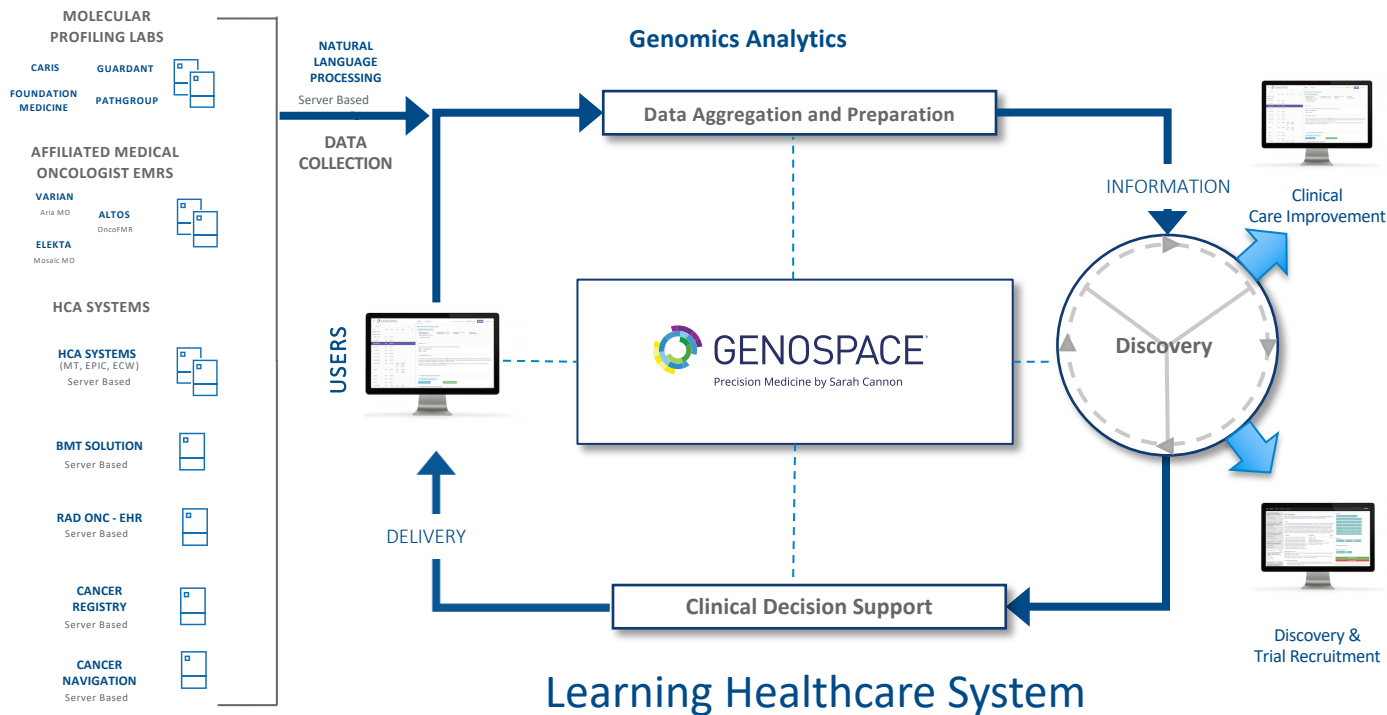 MOLECULAR
PROFILING LABS
CARIS
GUARDANT
FOUNDATION
MEDICINE
PATHGROUP
AFFILIATED MEDICAL
ONCOLOGIST EMRS
VARIAN
Aria MO
ALTOS
OncoFMR
ELEKTA
Mosaic MO
HCA SYSTEMS
HCA SYSTEMS
(MT, EPIC, ECW)
Server Based
BMT SOLUTION
Server Based
RAD ONC - EHR
Server Based
CANCER
REGISTRY
Server Based
CANCER
NAVIGATION
Server Based
NATURAL
LANGUAGE
PROCESSING
Server Based
DATA
COLLECTION
Genomics Analytics
Data Aggregation and Preparation
INFORMATION
Clinical
Care Improvement
USERS
GENOSPACE
Precision Medicine by Sarah Cannon
Discovery
DELIVERY
Clinical Decision Support
Discovery &
Trial Recruitment
Learning Healthcare System